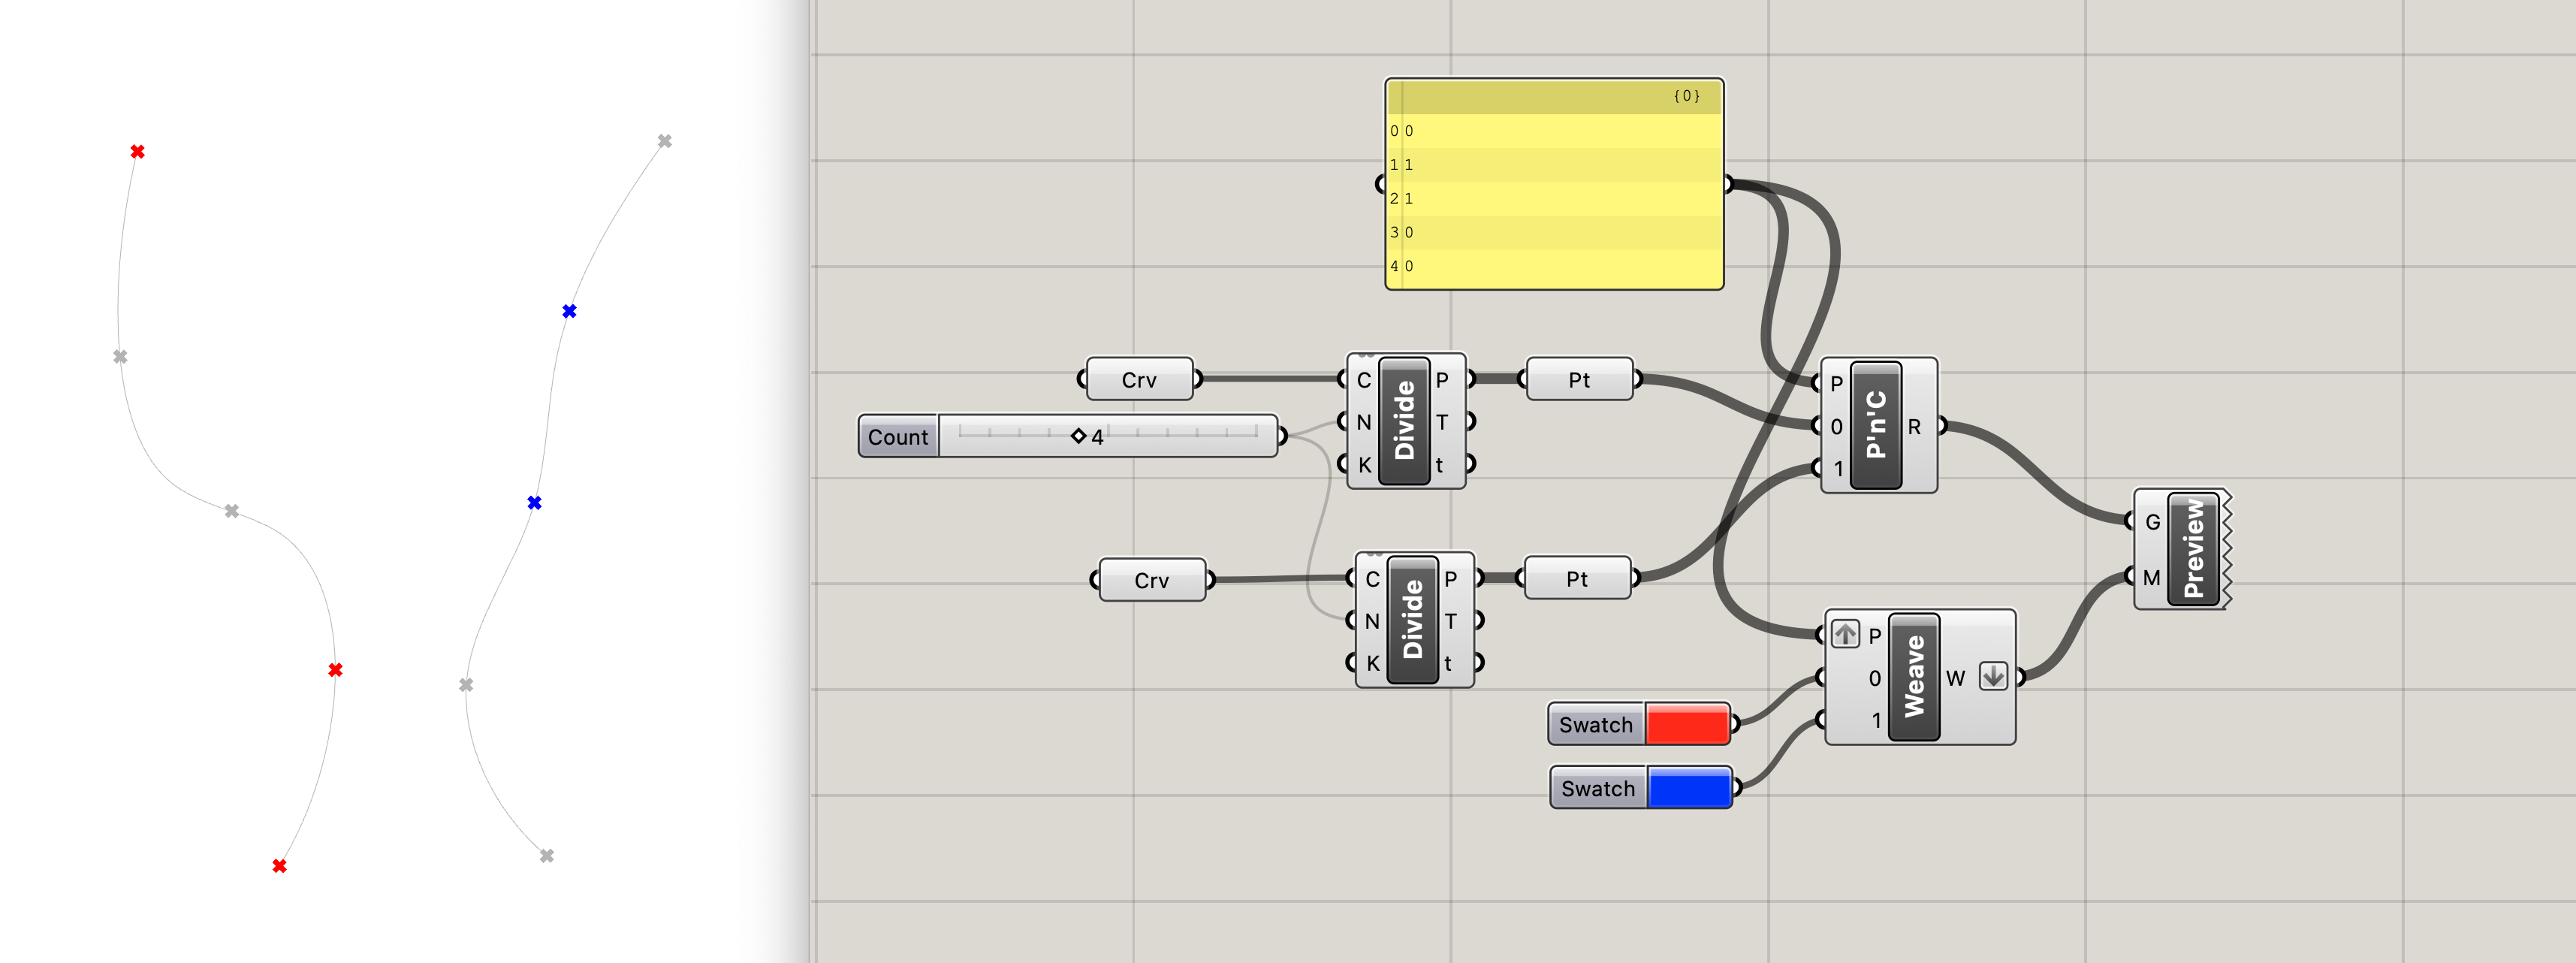 {0}
0 0
1 1
2 1
3 0
4 0
Crv
Count 4
C P
N T
K t
Divide
Pt
P
0 R
1
P'n'C
Crv
C P
N T
K t
Divide
Pt
G
M
Preview
P
0 W
1
Weave
Swatch
Swatch